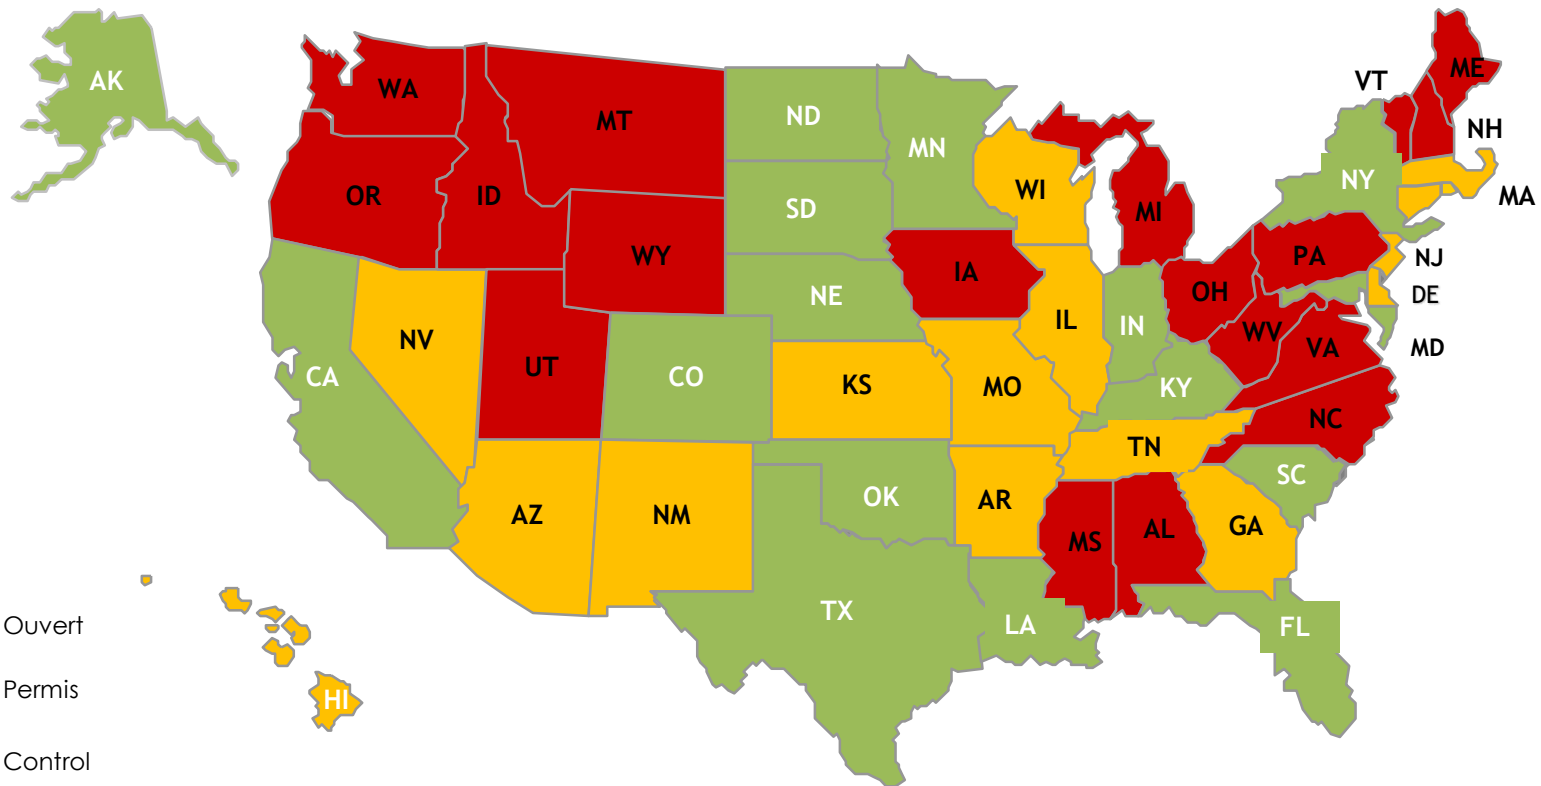 AK
WA
MT
ND
MN
VT
ME
NH
OR
ID
SD
WI
MI
NY
MA
WY
IA
PA
NJ
NE
OH
DE
NV
IL
IN
WV
VA
MD
UT
CA
CO
KS
MO
KY
NC
TN
SC
AZ
NM
OK
AR
MS
AL
GA
TX
LA
FL
HI
Ouvert
Permis
Control